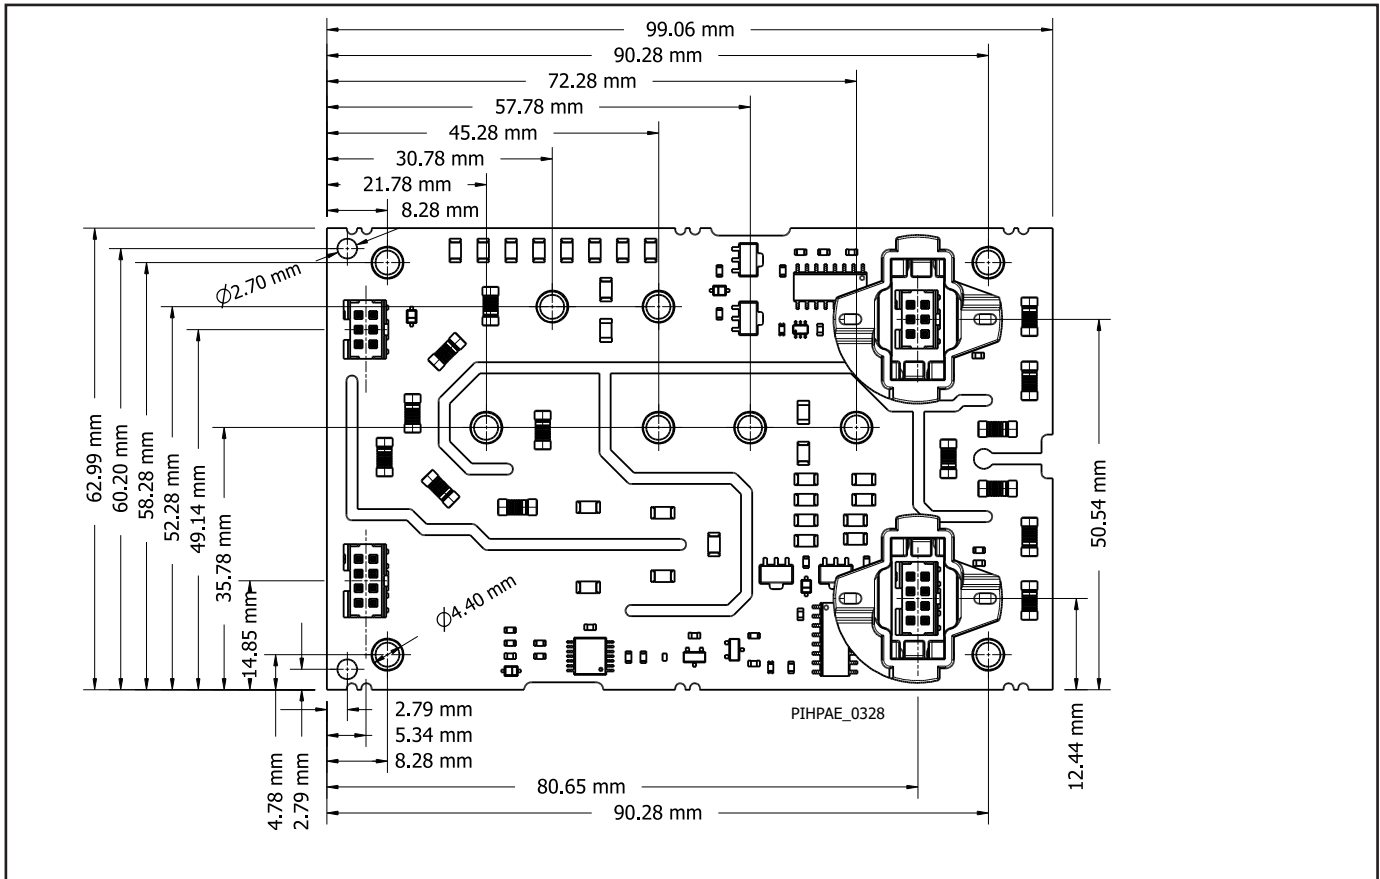 99.06 mm
90.28 mm
72.28 mm
57.78 mm
45.28 mm
30.78 mm
21.78 mm
8.28 mm
∅2.70 mm
62.99 mm
60.20 mm
58.28 mm
52.28 mm
49.14 mm
35.78 mm
14.85 mm
∅4.40 mm
50.54 mm
12.44 mm
PIHPAE_0328
2.79 mm
5.34 mm
8.28 mm
4.78 mm
2.79 mm
80.65 mm
90.28 mm